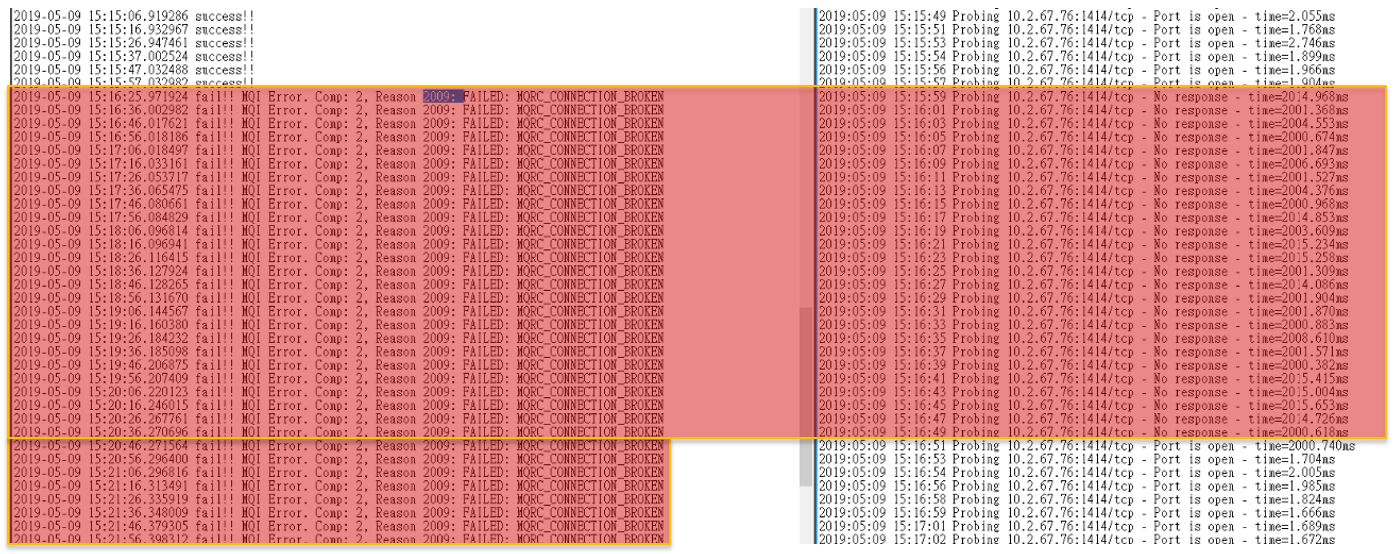 2019-05-09 15:15:06.919286 success!!
2019-05-09 15:15:16.932967 success!!
2019-05-09 15:15:26.947461 success!!
2019-05-09 15:15:37.002524 success!!
2019-05-09 15:15:47.032488 success!!
2019-05-09 15:15:57.032982 success!!
2019-05-09 15:16:25.971924 fail!! MQI Error. Comp: 2, Reason 2009: FAILED: MQRC_CONNECTION_BROKEN
2019-05-09 15:16:36.002982 fail!! MQI Error. Comp: 2, Reason 2009: FAILED: MQRC_CONNECTION_BROKEN
2019-05-09 15:16:46.017621 fail!! MQI Error. Comp: 2, Reason 2009: FAILED: MQRC_CONNECTION_BROKEN
2019-05-09 15:16:56.018186 fail!! MQI Error. Comp: 2, Reason 2009: FAILED: MQRC_CONNECTION_BROKEN
2019-05-09 15:17:06.018497 fail!! MQI Error. Comp: 2, Reason 2009: FAILED: MQRC_CONNECTION_BROKEN
2019-05-09 15:17:16.033161 fail!! MQI Error. Comp: 2, Reason 2009: FAILED: MQRC_CONNECTION_BROKEN
2019-05-09 15:17:26.053717 fail!! MQI Error. Comp: 2, Reason 2009: FAILED: MQRC_CONNECTION_BROKEN
2019-05-09 15:17:36.065475 fail!! MQI Error. Comp: 2, Reason 2009: FAILED: MQRC_CONNECTION_BROKEN
2019-05-09 15:17:46.080661 fail!! MQI Error. Comp: 2, Reason 2009: FAILED: MQRC_CONNECTION_BROKEN
2019-05-09 15:17:56.084829 fail!! MQI Error. Comp: 2, Reason 2009: FAILED: MQRC_CONNECTION_BROKEN
2019-05-09 15:18:06.096814 fail!! MQI Error. Comp: 2, Reason 2009: FAILED: MQRC_CONNECTION_BROKEN
2019-05-09 15:18:16.096941 fail!! MQI Error. Comp: 2, Reason 2009: FAILED: MQRC_CONNECTION_BROKEN
2019-05-09 15:18:26.116415 fail!! MQI Error. Comp: 2, Reason 2009: FAILED: MQRC_CONNECTION_BROKEN
2019-05-09 15:18:36.127924 fail!! MQI Error. Comp: 2, Reason 2009: FAILED: MQRC_CONNECTION_BROKEN
2019-05-09 15:18:46.128265 fail!! MQI Error. Comp: 2, Reason 2009: FAILED: MQRC_CONNECTION_BROKEN
2019-05-09 15:18:56.131670 fail!! MQI Error. Comp: 2, Reason 2009: FAILED: MQRC_CONNECTION_BROKEN
2019-05-09 15:19:06.144567 fail!! MQI Error. Comp: 2, Reason 2009: FAILED: MQRC_CONNECTION_BROKEN
2019-05-09 15:19:16.160380 fail!! MQI Error. Comp: 2, Reason 2009: FAILED: MQRC_CONNECTION_BROKEN
2019-05-09 15:19:26.184232 fail!! MQI Error. Comp: 2, Reason 2009: FAILED: MQRC_CONNECTION_BROKEN
2019-05-09 15:19:36.185098 fail!! MQI Error. Comp: 2, Reason 2009: FAILED: MQRC_CONNECTION_BROKEN
2019-05-09 15:19:46.206875 fail!! MQI Error. Comp: 2, Reason 2009: FAILED: MQRC_CONNECTION_BROKEN
2019-05-09 15:19:56.207409 fail!! MQI Error. Comp: 2, Reason 2009: FAILED: MQRC_CONNECTION_BROKEN
2019-05-09 15:20:06.220123 fail!! MQI Error. Comp: 2, Reason 2009: FAILED: MQRC_CONNECTION_BROKEN
2019-05-09 15:20:16.246015 fail!! MQI Error. Comp: 2, Reason 2009: FAILED: MQRC_CONNECTION_BROKEN
2019-05-09 15:20:26.267761 fail!! MQI Error. Comp: 2, Reason 2009: FAILED: MQRC_CONNECTION_BROKEN
2019-05-09 15:20:36.270696 fail!! MQI Error. Comp: 2, Reason 2009: FAILED: MQRC_CONNECTION_BROKEN
2019-05-09 15:20:46.271564 fail!! MQI Error. Comp: 2, Reason 2009: FAILED: MQRC_CONNECTION_BROKEN
2019-05-09 15:20:56.296400 fail!! MQI Error. Comp: 2, Reason 2009: FAILED: MQRC_CONNECTION_BROKEN
2019-05-09 15:21:06.296816 fail!! MQI Error. Comp: 2, Reason 2009: FAILED: MQRC_CONNECTION_BROKEN
2019-05-09 15:21:16.313491 fail!! MQI Error. Comp: 2, Reason 2009: FAILED: MQRC_CONNECTION_BROKEN
2019-05-09 15:21:26.335919 fail!! MQI Error. Comp: 2, Reason 2009: FAILED: MQRC_CONNECTION_BROKEN
2019-05-09 15:21:36.348009 fail!! MQI Error. Comp: 2, Reason 2009: FAILED: MQRC_CONNECTION_BROKEN
2019-05-09 15:21:46.379305 fail!! MQI Error. Comp: 2, Reason 2009: FAILED: MQRC_CONNECTION_BROKEN
2019-05-09 15:21:56.398312 fail!! MQI Error. Comp: 2, Reason 2009: FAILED: MQRC_CONNECTION_BROKEN
2019:05:09 15:15:49 Probing 10.2.67.76:1414/tcp - Port is open - time=2.055ms
2019:05:09 15:15:51 Probing 10.2.67.76:1414/tcp - Port is open - time=1.768ms
2019:05:09 15:15:53 Probing 10.2.67.76:1414/tcp - Port is open - time=2.746ms
2019:05:09 15:15:54 Probing 10.2.67.76:1414/tcp - Port is open - time=1.899ms
2019:05:09 15:15:56 Probing 10.2.67.76:1414/tcp - Port is open - time=1.966ms
2019:05:09 15:15:57 Probing 10.2.67.76:1414/tcp - Port is open - time=1.904ms
2019:05:09 15:15:59 Probing 10.2.67.76:1414/tcp - No response - time=2014.968ms
2019:05:09 15:16:01 Probing 10.2.67.76:1414/tcp - No response - time=2001.368ms
2019:05:09 15:16:03 Probing 10.2.67.76:1414/tcp - No response - time=2004.553ms
2019:05:09 15:16:05 Probing 10.2.67.76:1414/tcp - No response - time=2000.674ms
2019:05:09 15:16:07 Probing 10.2.67.76:1414/tcp - No response - time=2001.847ms
2019:05:09 15:16:09 Probing 10.2.67.76:1414/tcp - No response - time=2006.693ms
2019:05:09 15:16:11 Probing 10.2.67.76:1414/tcp - No response - time=2001.527ms
2019:05:09 15:16:13 Probing 10.2.67.76:1414/tcp - No response - time=2004.376ms
2019:05:09 15:16:15 Probing 10.2.67.76:1414/tcp - No response - time=2000.968ms
2019:05:09 15:16:17 Probing 10.2.67.76:1414/tcp - No response - time=2014.853ms
2019:05:09 15:16:19 Probing 10.2.67.76:1414/tcp - No response - time=2003.609ms
2019:05:09 15:16:21 Probing 10.2.67.76:1414/tcp - No response - time=2015.234ms
2019:05:09 15:16:23 Probing 10.2.67.76:1414/tcp - No response - time=2015.258ms
2019:05:09 15:16:25 Probing 10.2.67.76:1414/tcp - No response - time=2001.309ms
2019:05:09 15:16:27 Probing 10.2.67.76:1414/tcp - No response - time=2014.086ms
2019:05:09 15:16:29 Probing 10.2.67.76:1414/tcp - No response - time=2001.904ms
2019:05:09 15:16:31 Probing 10.2.67.76:1414/tcp - No response - time=2001.870ms
2019:05:09 15:16:33 Probing 10.2.67.76:1414/tcp - No response - time=2000.883ms
2019:05:09 15:16:35 Probing 10.2.67.76:1414/tcp - No response - time=2008.610ms
2019:05:09 15:16:37 Probing 10.2.67.76:1414/tcp - No response - time=2001.571ms
2019:05:09 15:16:39 Probing 10.2.67.76:1414/tcp - No response - time=2000.382ms
2019:05:09 15:16:41 Probing 10.2.67.76:1414/tcp - No response - time=2015.415ms
2019:05:09 15:16:43 Probing 10.2.67.76:1414/tcp - No response - time=2015.004ms
2019:05:09 15:16:45 Probing 10.2.67.76:1414/tcp - No response - time=2015.653ms
2019:05:09 15:16:47 Probing 10.2.67.76:1414/tcp - No response - time=2014.726ms
2019:05:09 15:16:49 Probing 10.2.67.76:1414/tcp - No response - time=2000.618ms
2019:05:09 15:16:51 Probing 10.2.67.76:1414/tcp - Port is open - time=2000.740ms
2019:05:09 15:16:53 Probing 10.2.67.76:1414/tcp - Port is open - time=1.704ms
2019:05:09 15:16:54 Probing 10.2.67.76:1414/tcp - Port is open - time=2.005ms
2019:05:09 15:16:56 Probing 10.2.67.76:1414/tcp - Port is open - time=1.985ms
2019:05:09 15:16:58 Probing 10.2.67.76:1414/tcp - Port is open - time=1.824ms
2019:05:09 15:16:59 Probing 10.2.67.76:1414/tcp - Port is open - time=1.666ms
2019:05:09 15:17:01 Probing 10.2.67.76:1414/tcp - Port is open - time=1.689ms
2019:05:09 15:17:02 Probing 10.2.67.76:1414/tcp - Port is open - time=1.672ms